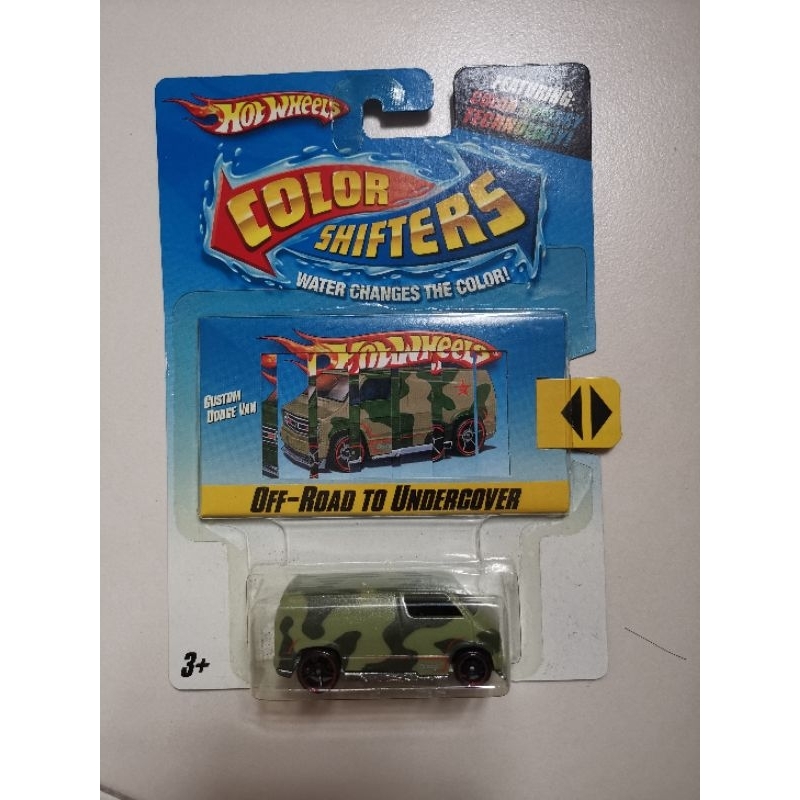 HOT WHEELS
FEATURING:
COLOR
SHIFTERS
WATER CHANGES THE COLOR!
HOT WHEELS
CUSTOM
DODGE VAN
OFF-ROAD TO UNDERCOVER
3+